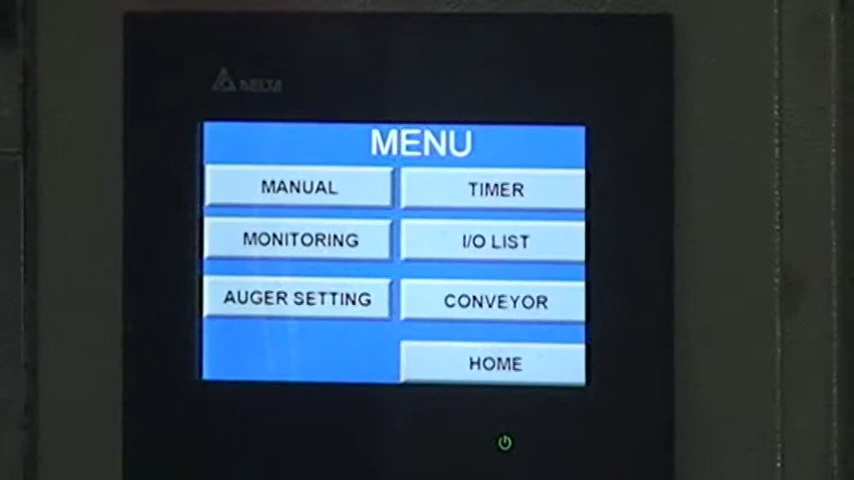 DELTA
MENU
MANUAL
TIMER
MONITORING
I/O LIST
AUGER SETTING
CONVEYOR
HOME